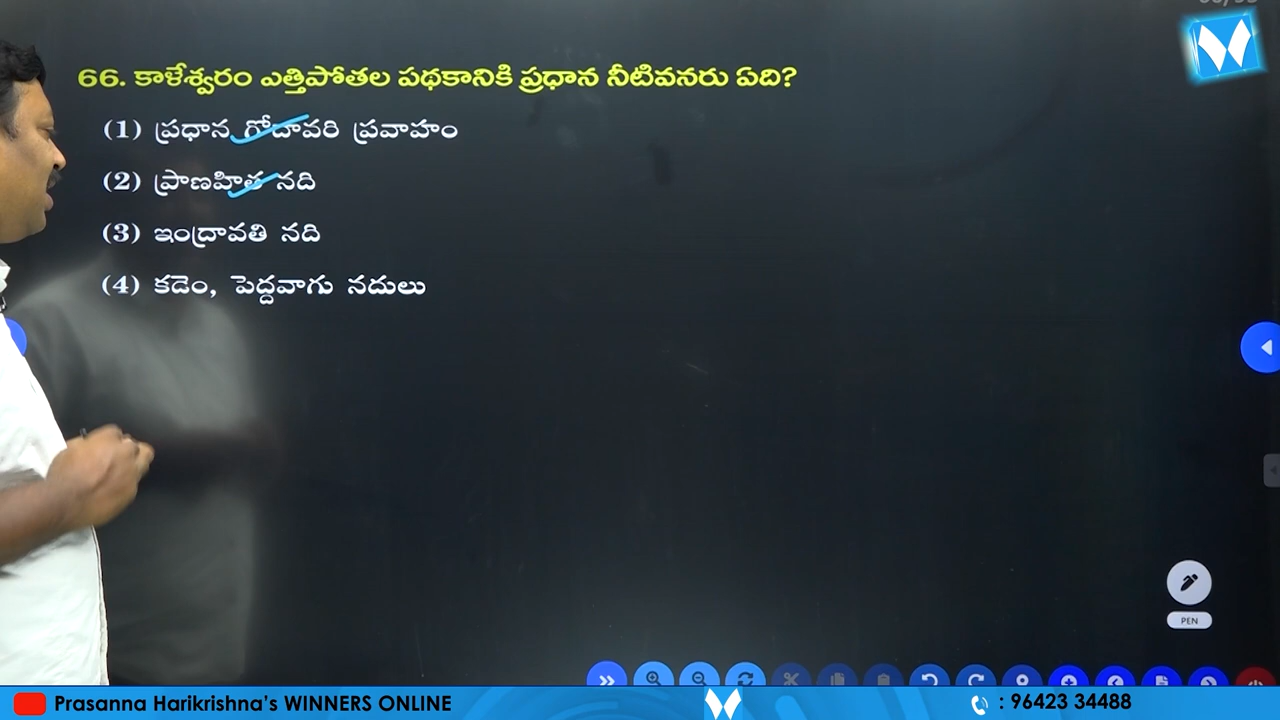 66. కాళేశ్వరం ఎత్తిపోతల పథకానికి ప్రధాన నీటివనరు ఏది?
(1) ప్రధాన గోదావరి ప్రవాహం
(2) ప్రాణహిత నది
(3) ఇంద్రావతి నది
(4) కడెం, పెద్దవాగు నదులు
PEN
Prasanna Harikrishna's WINNERS ONLINE
: 96423 34488